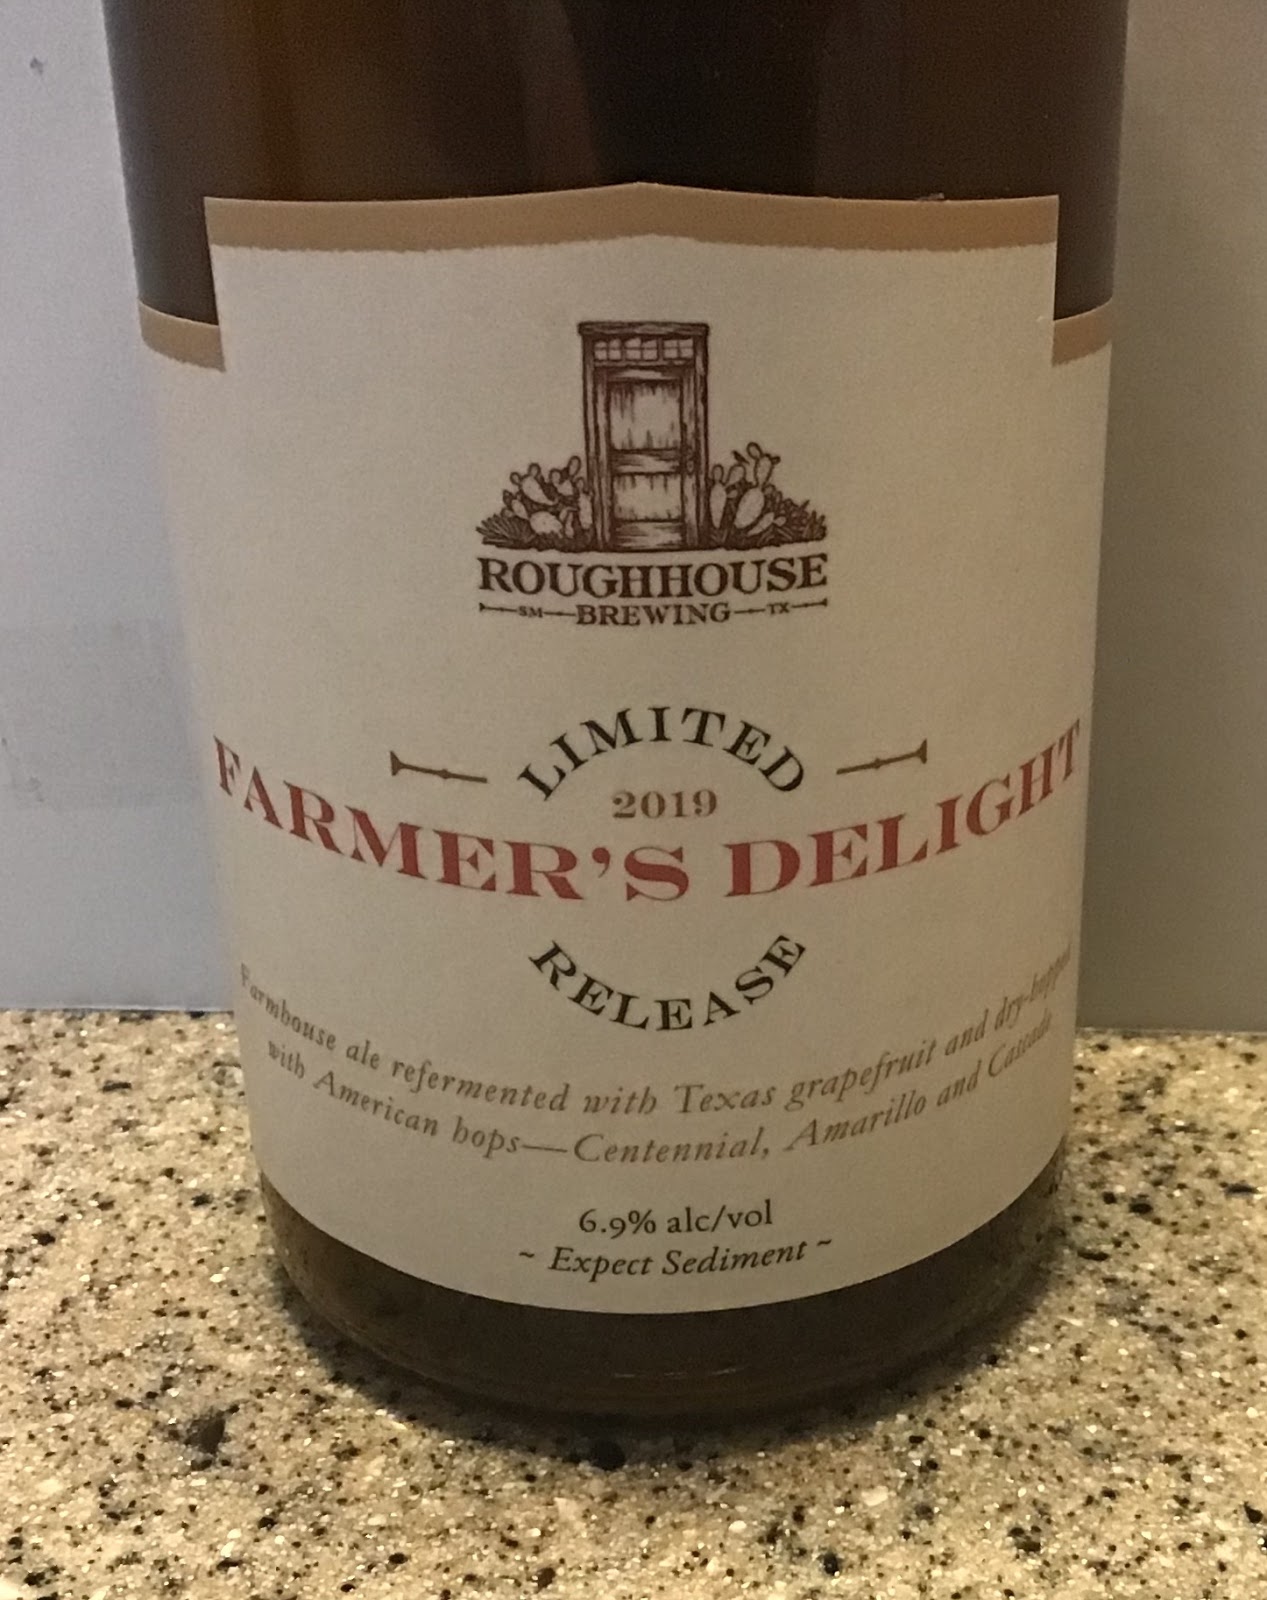 ROUGHHOUSE
SM BREWING TX
LIMITED
2019
FARMER'S DELIGHT
RELEASE
Farmhouse ale refermented with Texas grapefruit and dry-hopped
with American hops—Centennial, Amarillo and Cascade
6.9% alc/vol
~ Expect Sediment ~